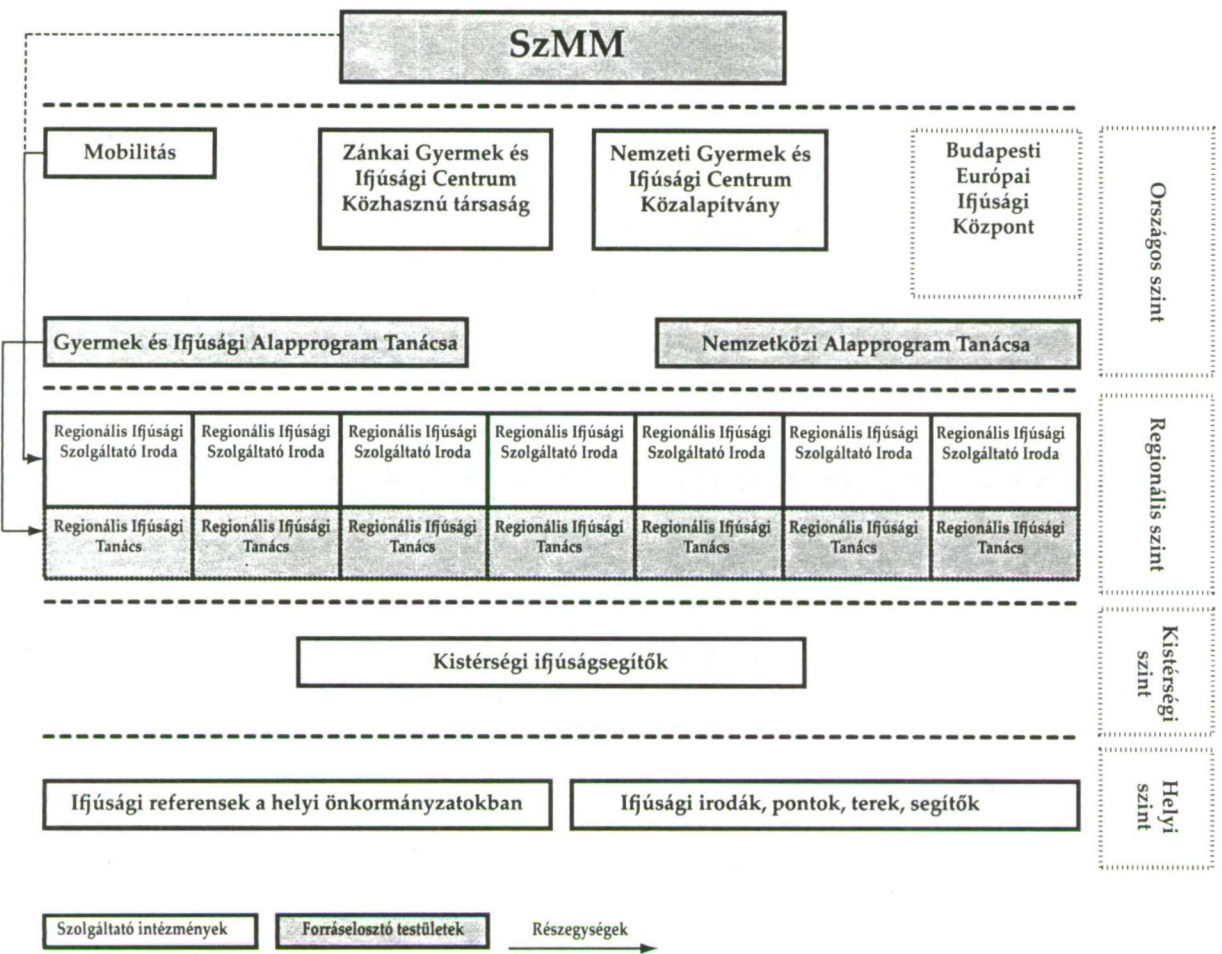 SzMM
Mobilitás
Zánkai Gyermek és
Ifjúsági Centrum
Közhasznú társaság
Nemzeti Gyermek és
Ifjúsági Centrum
Közalapítvány
Budapesti
Európai
Ifjúsági
Központ
Országos szint
Gyermek és Ifjúsági Alapprogram Tanácsa
Nemzetközi Alapprogram Tanácsa
Regionális Ifjúsági
Szolgáltató Iroda
Regionális Ifjúsági
Szolgáltató Iroda
Regionális Ifjúsági
Szolgáltató Iroda
Regionális Ifjúsági
Szolgáltató Iroda
Regionális Ifjúsági
Szolgáltató Iroda
Regionális Ifjúsági
Szolgáltató Iroda
Regionális Ifjúsági
Szolgáltató Iroda
Regionális szint
Regionális Ifjúsági
Tanács
Regionális Ifjúsági
Tanács
Regionális Ifjúsági
Tanács
Regionális Ifjúsági
Tanács
Regionális Ifjúsági
Tanács
Regionális Ifjúsági
Tanács
Regionális Ifjúsági
Tanács
Kistérségi ifjúságsegítők
Kistérségi
szint
Ifjúsági referensek a helyi önkormányzatokban
Ifjúsági irodák, pontok, terek, segítők
Helyi
szint
Szolgáltató intézmények
Forráselosztó testületek
Részegységek